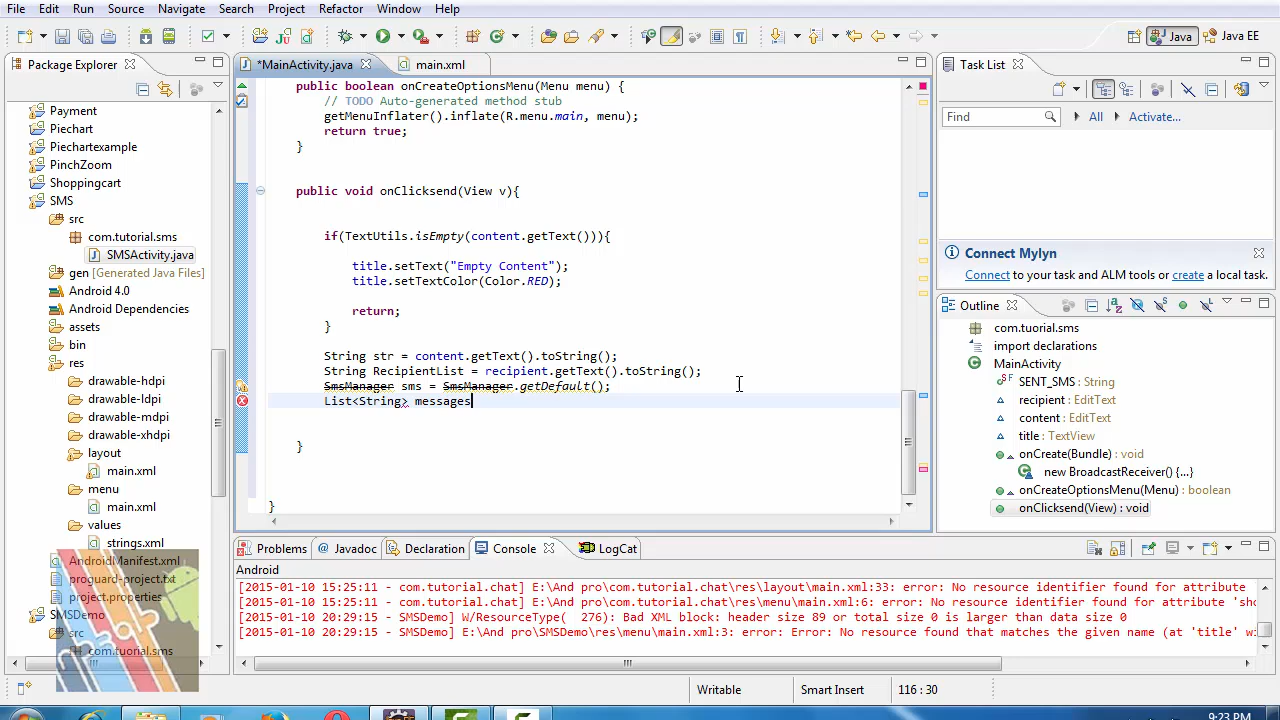 File Edit Run Source Navigate Search Project Refactor Window Help
Java Java EE
Package Explorer
*MainActivity.java main.xml
Task List
Payment
Piechart
Piechartexample
PinchZoom
Shoppingcart
SMS
src
com.tutorial.sms
SMSActivity.java
gen [Generated Java Files]
Android 4.0
Android Dependencies
assets
bin
res
drawable-hdpi
drawable-ldpi
drawable-mdpi
drawable-xhdpi
layout
main.xml
menu
main.xml
values
strings.xml
AndroidManifest.xml
proguard-project.txt
project.properties
SMSDemo
src
com.tuorial.sms
public boolean onCreateOptionsMenu(Menu menu) {
// TODO Auto-generated method stub
getMenuInflater().inflate(R.menu.main, menu);
return true;
}
public void onClicksend(View v){
if(TextUtils.isEmpty(content.getText())){
title.setText("Empty Content");
title.setTextColor(Color.RED);
return;
}
String str = content.getText().toString();
String RecipientList = recipient.getText().toString();
SmsManager sms = SmsManager.getDefault();
List<String> messages
}
}
Find All Activate...
Connect Mylyn
Connect to your task and ALM tools or create a local task.
Outline
com.tuorial.sms
import declarations
MainActivity
SENT_SMS : String
recipient : EditText
content : EditText
title : TextView
onCreate(Bundle) : void
new BroadcastReceiver() {...}
onCreateOptionsMenu(Menu) : boolean
onClicksend(View) : void
Problems Javadoc Declaration Console LogCat
Android
[2015-01-10 15:25:11 - com.tutorial.chat] E:\And pro\com.tutorial.chat\res\layout\main.xml:33: error: No resource identifier found for attribute
[2015-01-10 15:25:11 - com.tutorial.chat] E:\And pro\com.tutorial.chat\res\menu\main.xml:6: error: No resource identifier found for attribute 'sho
[2015-01-10 20:29:15 - SMSDemo] W/ResourceType( 276): Bad XML block: header size 89 or total size 0 is larger than data size 0
[2015-01-10 20:29:15 - SMSDemo] E:\And pro\SMSDemo\res\menu\main.xml:3: error: Error: No resource found that matches the given name (at 'title' wi
Writable Smart Insert 116 : 30
9:23 PM